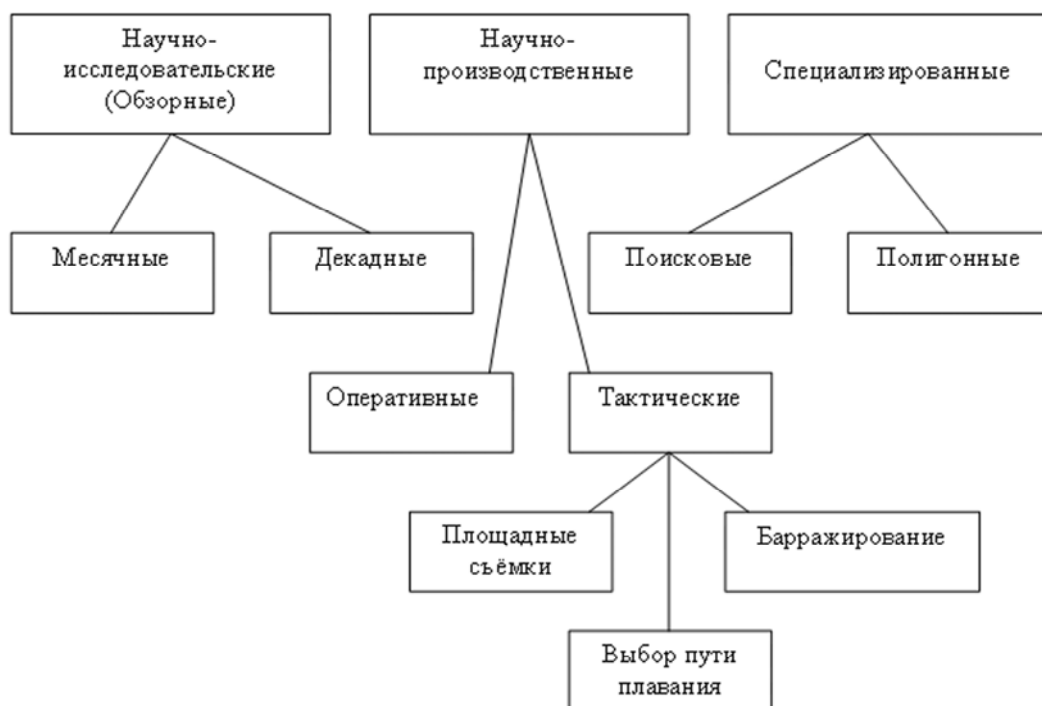 Научно-
исследовательские
(Обзорные)
Научно-
производственные
Специализированные
Месячные
Декадные
Поисковые
Полигонные
Оперативные
Тактические
Площадные
съёмки
Барражирование
Выбор пути
плавания